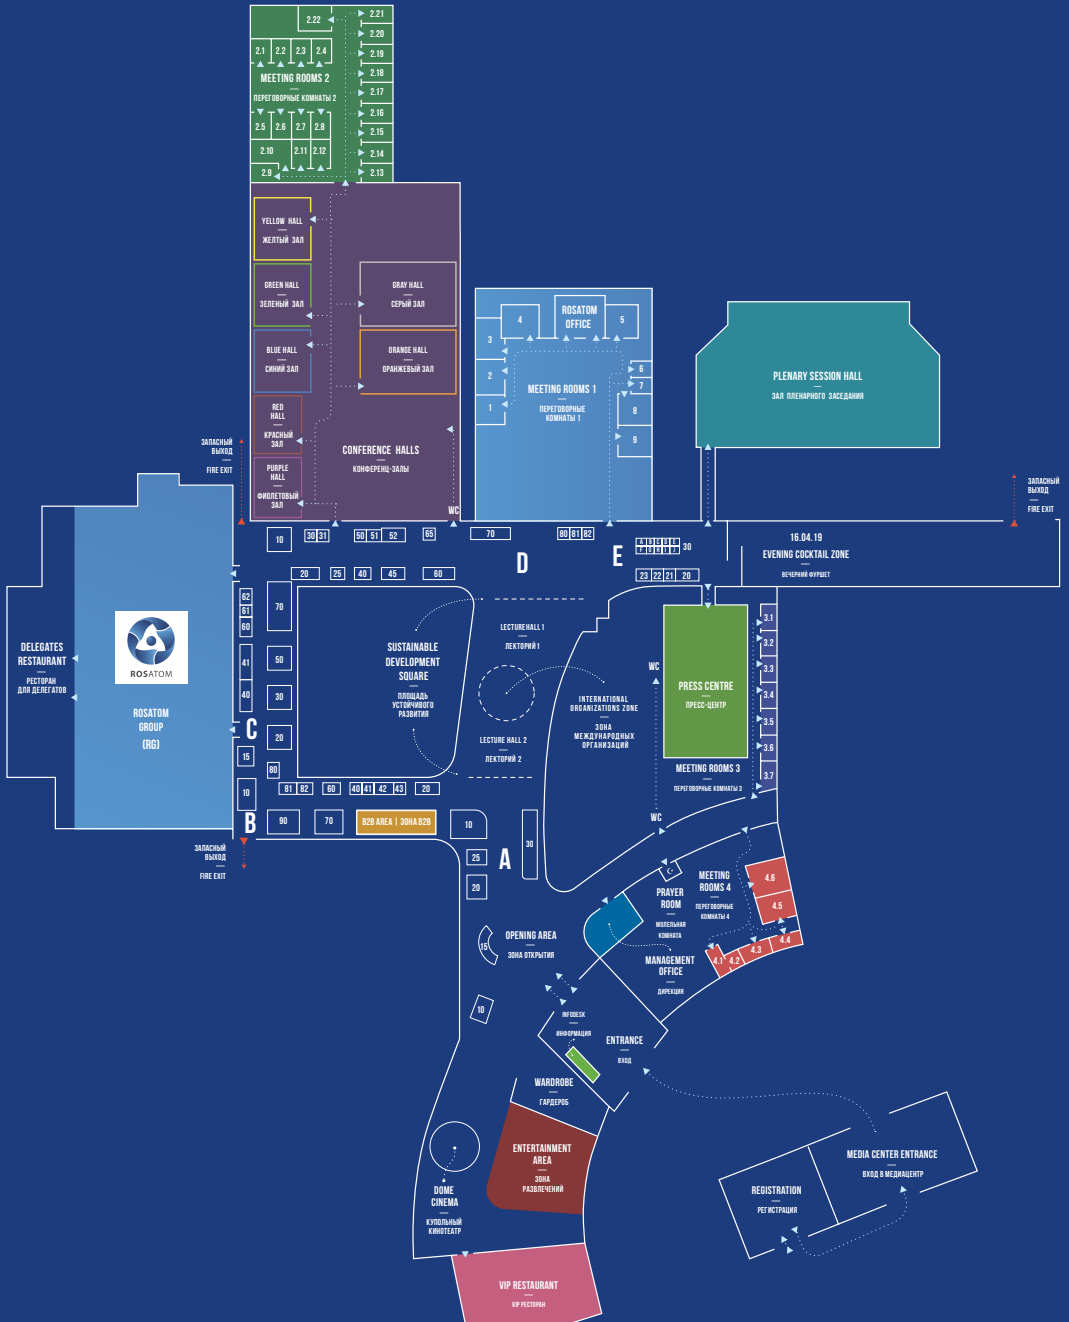 2.22
2.21
2.20
2.19
2.18
2.17
2.16
2.15
2.14
2.13
2.1
2.2
2.3
2.4
MEETING ROOMS 2
ПЕРЕГОВОРНЫЕ КОМНАТЫ 2
2.5
2.6
2.7
2.8
2.10
2.11
2.12
2.9
YELLOW HALL
ЖЕЛТЫЙ ЗАЛ
GREEN HALL
ЗЕЛЕНЫЙ ЗАЛ
BLUE HALL
СИНИЙ ЗАЛ
RED
HALL
КРАСНЫЙ
ЗАЛ
PURPLE
HALL
ФИОЛЕТОВЫЙ
ЗАЛ
GRAY HALL
СЕРЫЙ ЗАЛ
ORANGE HALL
ОРАНЖЕВЫЙ ЗАЛ
CONFERENCE HALLS
КОНФЕРЕНЦ-ЗАЛЫ
WC
ЗАПАСНЫЙ
ВЫХОД
FIRE EXIT
4
ROSATOM
OFFICE
5
3
2
1
6
7
8
9
MEETING ROOMS 1
ПЕРЕГОВОРНЫЕ
КОМНАТЫ 1
PLENARY SESSION HALL
ЗАЛ ПЛЕНАРНОГО ЗАСЕДАНИЯ
ЗАПАСНЫЙ
ВЫХОД
FIRE EXIT
16.04.19
EVENING COCKTAIL ZONE
ВЕЧЕРНИЙ ФУРШЕТ
10
30
31
50
51
52
65
70
80
81
82
D
E
A B C D E
F G H I J
30
20
25
40
45
60
23
22
21
20
62
61
60
41
40
C
15
10
B
70
50
30
20
80
DELEGATES
RESTAURANT
РЕСТОРАН
ДЛЯ ДЕЛЕГАТОВ
ROSATOM
ROSATOM
GROUP
(RG)
SUSTAINABLE
DEVELOPMENT
SQUARE
ПЛОЩАДЬ
УСТОЙЧИВОГО
РАЗВИТИЯ
LECTURE HALL 1
ЛЕКТОРИЙ 1
LECTURE HALL 2
ЛЕКТОРИЙ 2
INTERNATIONAL
ORGANIZATIONS ZONE
ЗОНА
МЕЖДУНАРОДНЫХ
ОРГАНИЗАЦИЙ
WC
PRESS CENTRE
ПРЕСС-ЦЕНТР
MEETING ROOMS 3
ПЕРЕГОВОРНЫЕ КОМНАТЫ 3
WC
3.1
3.2
3.3
3.4
3.5
3.6
3.7
81
82
60
40
41
42
43
20
90
70
B2B AREA | ЗОНА B2B
10
A
30
25
20
ЗАПАСНЫЙ
ВЫХОД
FIRE EXIT
15
OPENING AREA
ЗОНА ОТКРЫТИЯ
10
PRAYER
ROOM
МОЛЕЛЬНАЯ
КОМНАТА
MEETING
ROOMS 4
ПЕРЕГОВОРНЫЕ
КОМНАТЫ 4
4.6
4.5
4.4
4.3
4.2
4.1
MANAGEMENT
OFFICE
ДИРЕКЦИЯ
INFODESK
ИНФОРМАЦИЯ
ENTRANCE
ВХОД
WARDROBE
ГАРДЕРОБ
ENTERTAINMENT
AREA
ЗОНА
РАЗВЛЕЧЕНИЙ
DOME
CINEMA
КУПОЛЬНЫЙ
КИНОТЕАТР
VIP RESTAURANT
VIP РЕСТОРАН
MEDIA CENTER ENTRANCE
ВХОД В МЕДИАЦЕНТР
REGISTRATION
РЕГИСТРАЦИЯ